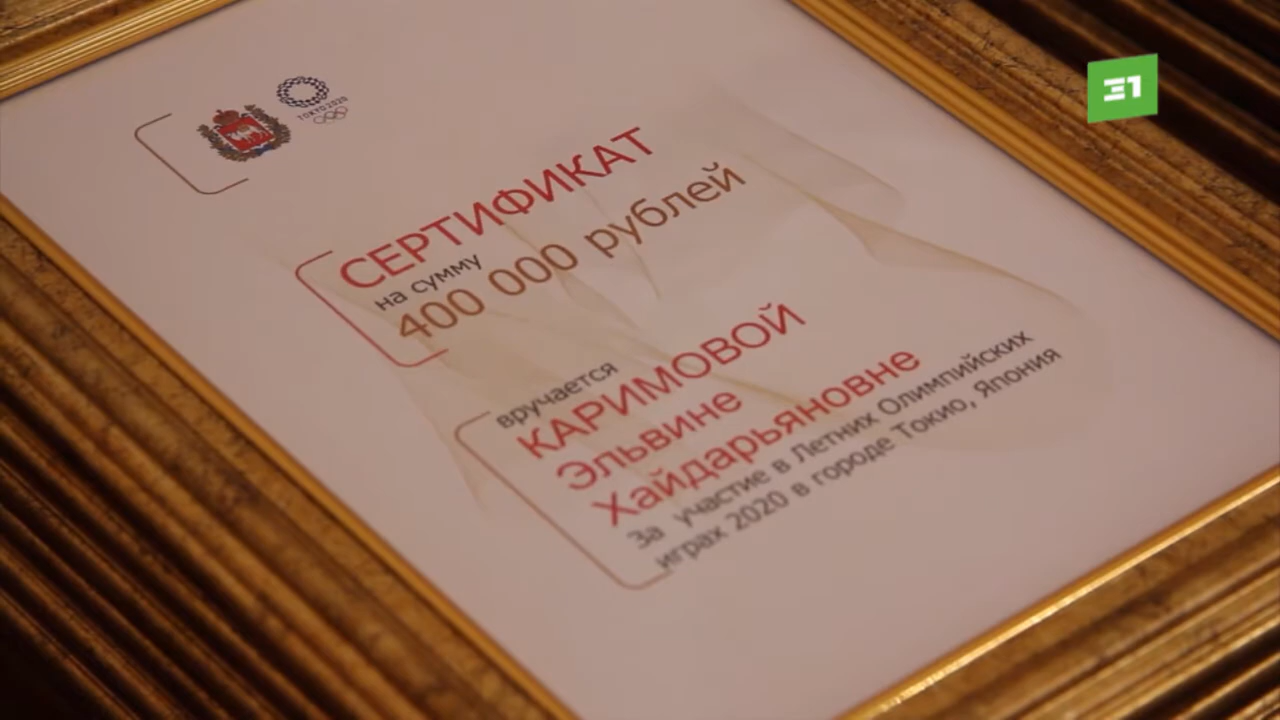 31
TOKYO 2020
СЕРТИФИКАТ
на сумму
400 000 рублей
вручается
КАРИМОВОЙ
Эльвине
Хайдарьяновне
За участие в Летних Олимпийских
играх 2020 в городе Токио, Япония